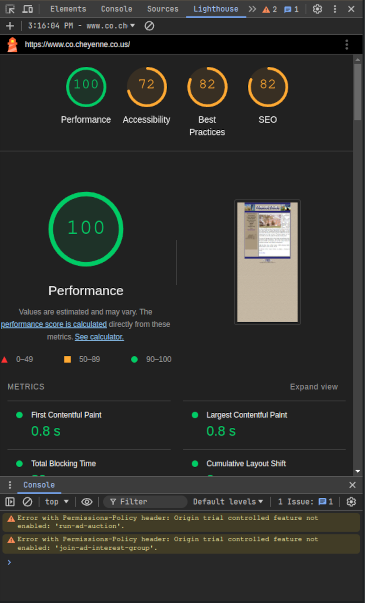 Elements Console Sources Lighthouse 2 1
3:16:04 PM - www.co.ch
https://www.co.cheyenne.co.us/
100 72 82 82
Performance Accessibility Best Practices SEO
100
Performance
Values are estimated and may vary. The
performance score is calculated directly from these
metrics. See calculator.
0–49 50–89 90–100
METRICS Expand view
First Contentful Paint Largest Contentful Paint
0.8 s 0.8 s
Total Blocking Time Cumulative Layout Shift
Console
top Filter Default levels 1 Issue: 1
Error with Permissions-Policy header: Origin trial controlled feature not
enabled: 'run-ad-auction'.
Error with Permissions-Policy header: Origin trial controlled feature not
enabled: 'join-ad-interest-group'.